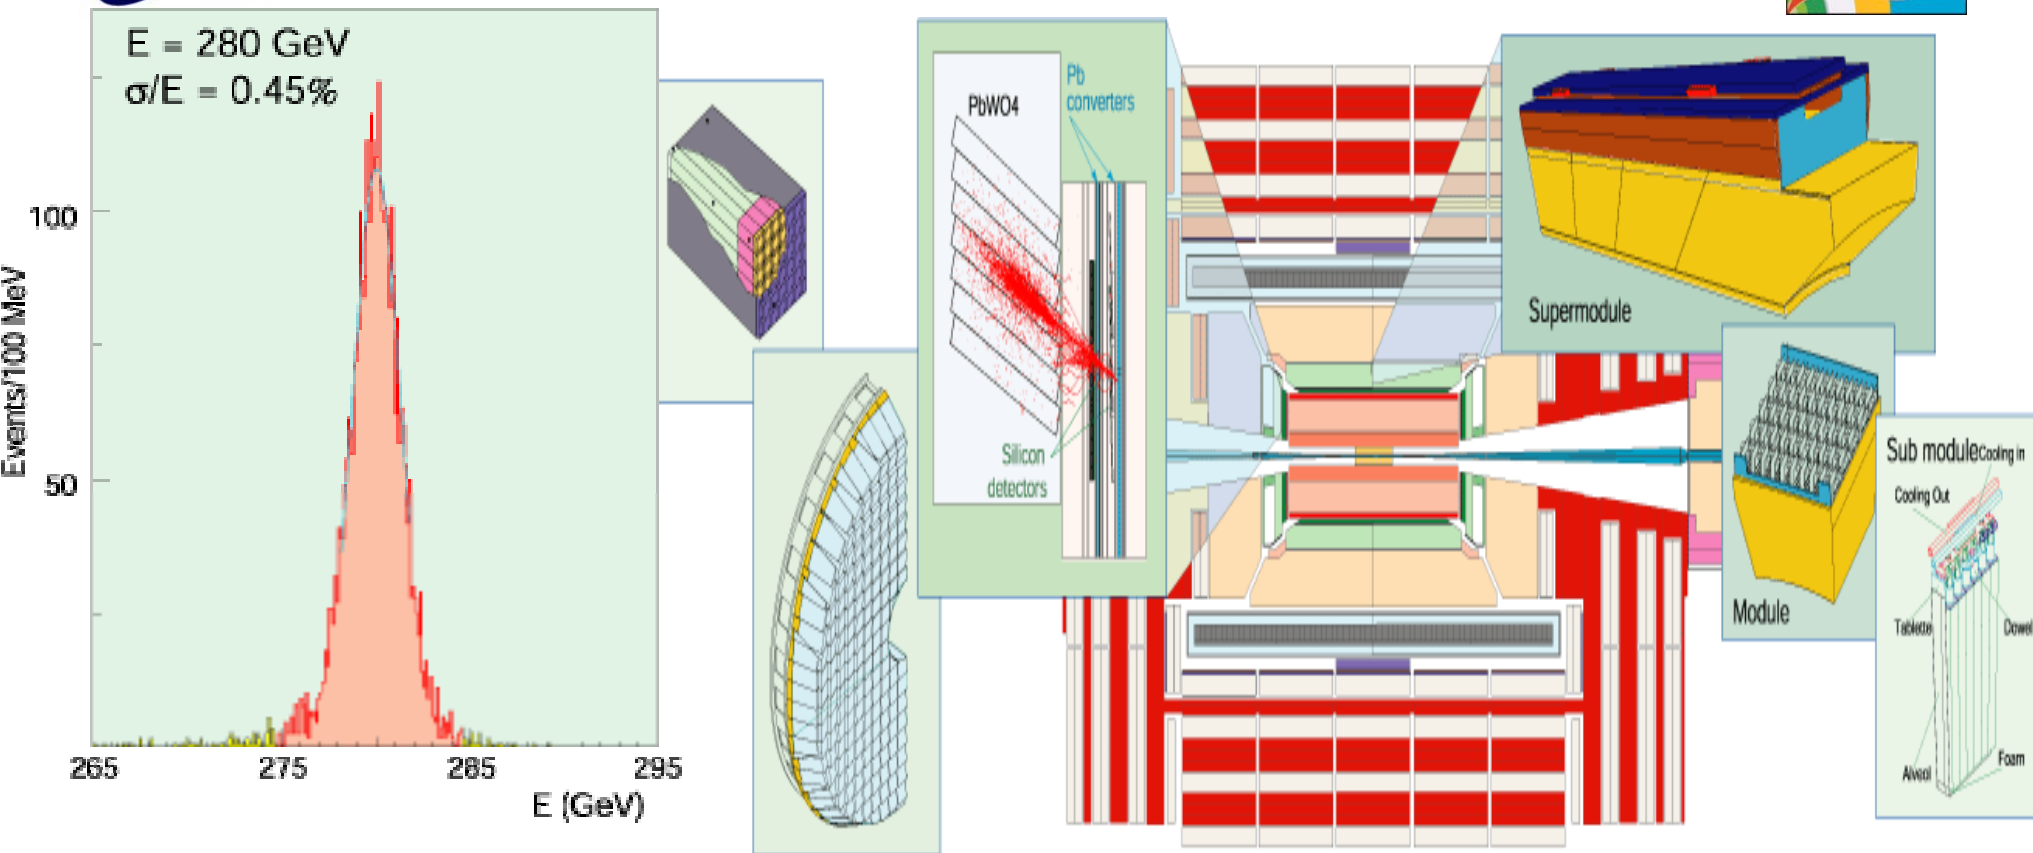 E = 280 GeV
σ/E = 0.45%
100
50
Events/100 MeV
265
275
285
295
E (GeV)
PbWO4
Pb
converters
Silicon
detectors
Supermodule
Module
Sub module
Cooling in
Cooling Out
Tablette
Dowel
Alveol
Foam